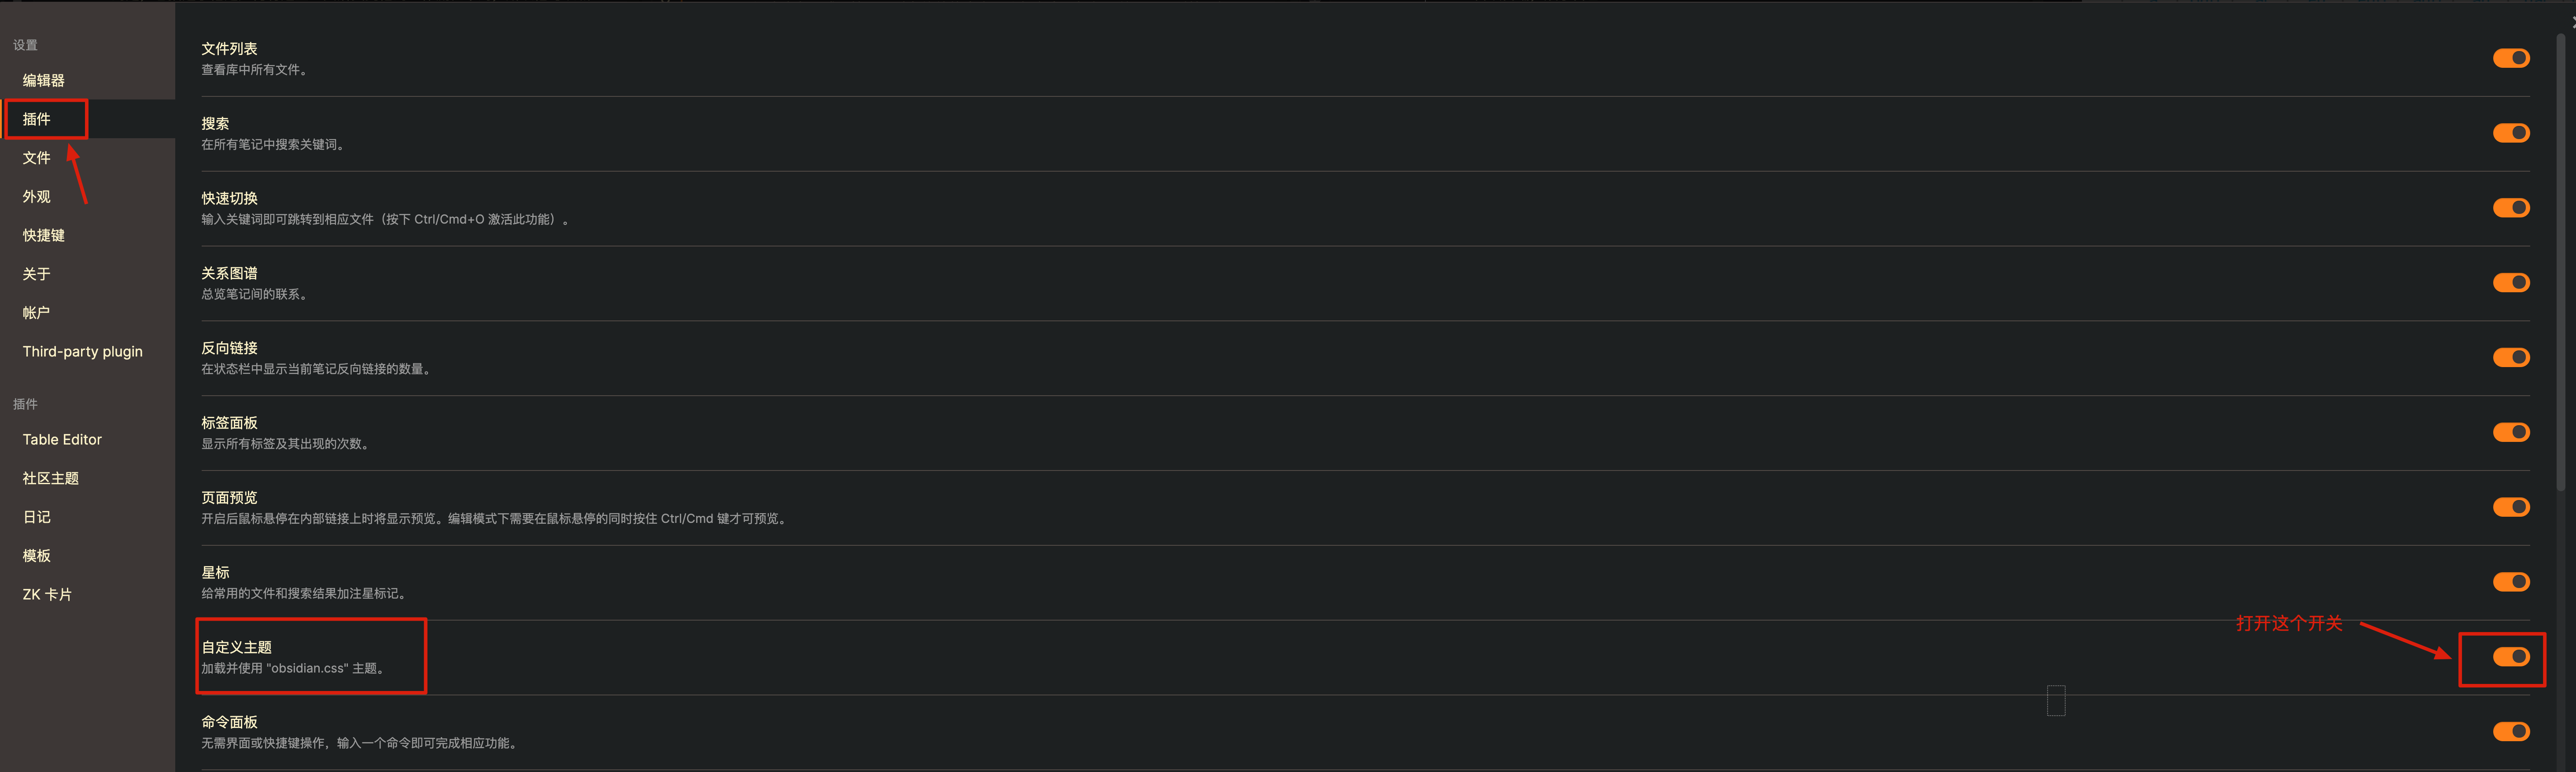 设置
编辑器
插件
文件
外观
快捷键
关于
帐户
Third-party plugin
插件
Table Editor
社区主题
日记
模板
ZK 卡片
文件列表
查看库中所有文件。
搜索
在所有笔记中搜索关键词。
快速切换
输入关键词即可跳转到相应文件（按下 Ctrl/Cmd+O 激活此功能）。
关系图谱
总览笔记间的联系。
反向链接
在状态栏中显示当前笔记反向链接的数量。
标签面板
显示所有标签及其出现的次数。
页面预览
开启后鼠标悬停在内部链接上时将显示预览。编辑模式下需要在鼠标悬停的同时按住 Ctrl/Cmd 键才可预览。
星标
给常用的文件和搜索结果加注星标记。
打开这个开关
自定义主题
加载并使用 "obsidian.css" 主题。
命令面板
无需界面或快捷键操作，输入一个命令即可完成相应功能。